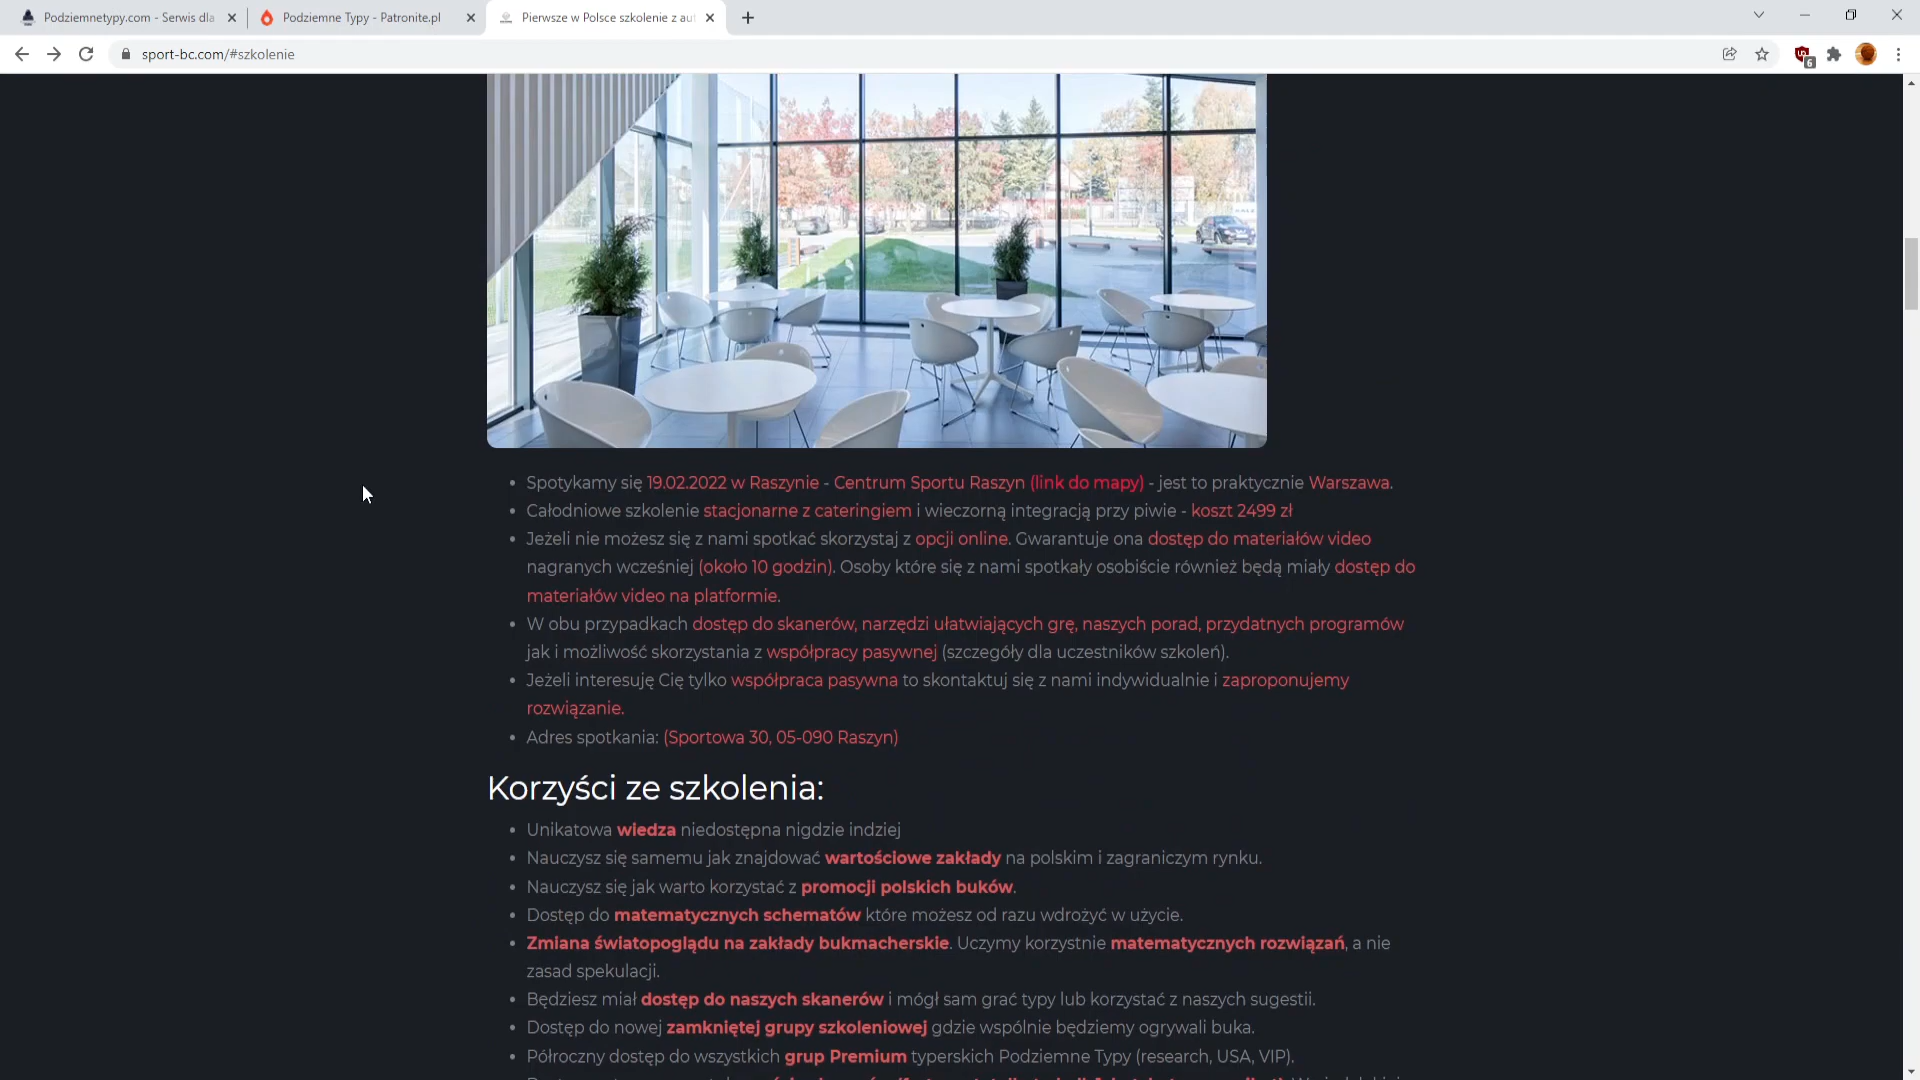 Podziemnetypy.com - Serwis dla
Podziemne Typy - Patronite.pl
Pierwsze w Polsce szkolenie z aut
sport-bc.com/#szkolenie
6
Spotykamy się 19.02.2022 w Raszynie - Centrum Sportu Raszyn (link do mapy) - jest to praktycznie Warszawa.
Całodniowe szkolenie stacjonarne z cateringiem i wieczorną integracją przy piwie - koszt 2499 zł
Jeżeli nie możesz się z nami spotkać skorzystaj z opcji online. Gwarantuje ona dostęp do materiałów video
nagranych wcześniej (około 10 godzin). Osoby które się z nami spotkały osobiście również będą miały dostęp do
materiałów video na platformie.
W obu przypadkach dostęp do skanerów, narzędzi ułatwiających grę, naszych porad, przydatnych programów
jak i możliwość skorzystania z współpracy pasywnej (szczegóły dla uczestników szkoleń).
Jeżeli interesuję Cię tylko współpraca pasywna to skontaktuj się z nami indywidualnie i zaproponujemy
rozwiązanie.
Adres spotkania: (Sportowa 30, 05-090 Raszyn)
Korzyści ze szkolenia:
Unikatowa wiedza niedostępna nigdzie indziej
Nauczysz się samemu jak znajdować wartościowe zakłady na polskim i zagraniczym rynku.
Nauczysz się jak warto korzystać z promocji polskich buków.
Dostęp do matematycznych schematów które możesz od razu wdrożyć w użycie.
Zmiana światopoglądu na zakłady bukmacherskie. Uczymy korzystnie matematycznych rozwiązań, a nie
zasad spekulacji.
Będziesz miał dostęp do naszych skanerów i mógł sam grać typy lub korzystać z naszych sugestii.
Dostęp do nowej zamkniętej grupy szkoleniowej gdzie wspólnie będziemy ogrywali buka.
Półroczny dostęp do wszystkich grup Premium typerskich Podziemne Typy (research, USA, VIP).